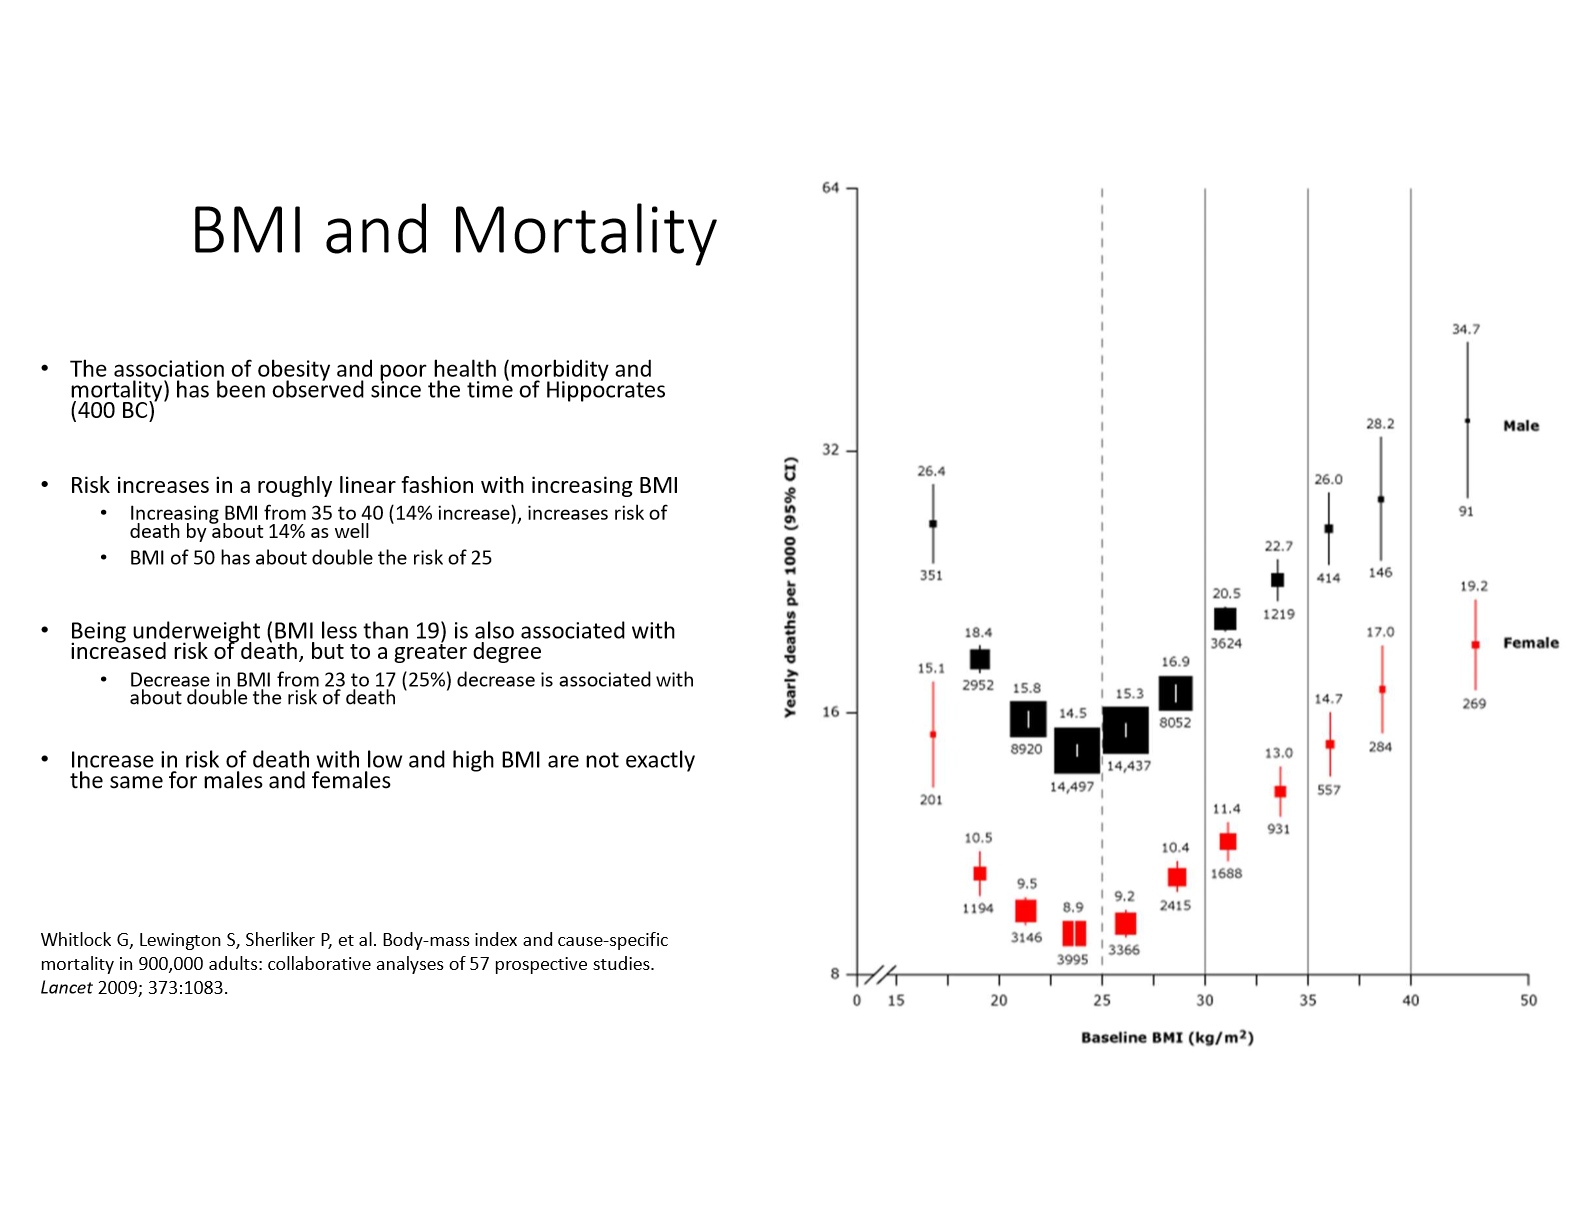 BMI and Mortality
• The association of obesity and poor health (morbidity and
mortality) has been observed since the time of Hippocrates
(400 BC)
• Risk increases in a roughly linear fashion with increasing BMI
• Increasing BMI from 35 to 40 (14% increase), increases risk of
death by about 14% as well
• BMI of 50 has about double the risk of 25
• Being underweight (BMI less than 19) is also associated with
increased risk of death, but to a greater degree
• Decrease in BMI from 23 to 17 (25%) decrease is associated with
about double the risk of death
• Increase in risk of death with low and high BMI are not exactly
the same for males and females
Whitlock G, Lewington S, Sherliker P, et al. Body-mass index and cause-specific
mortality in 900,000 adults: collaborative analyses of 57 prospective studies.
Lancet 2009; 373:1083.
Yearly deaths per 1000 (95% CI)
64
32
16
8
26.4
351
18.4
2952
15.8
8920
14.5
14,497
15.3
14,437
16.9
8052
20.5
3624
22.7
1219
26.0
414
28.2
146
34.7
91
Male
15.1
201
10.5
1194
9.5
3146
8.9
3995
9.2
3366
10.4
2415
11.4
1688
13.0
931
14.7
557
17.0
284
19.2
269
Female
0 15 20 25 30 35 40 50
Baseline BMI (kg/m²)